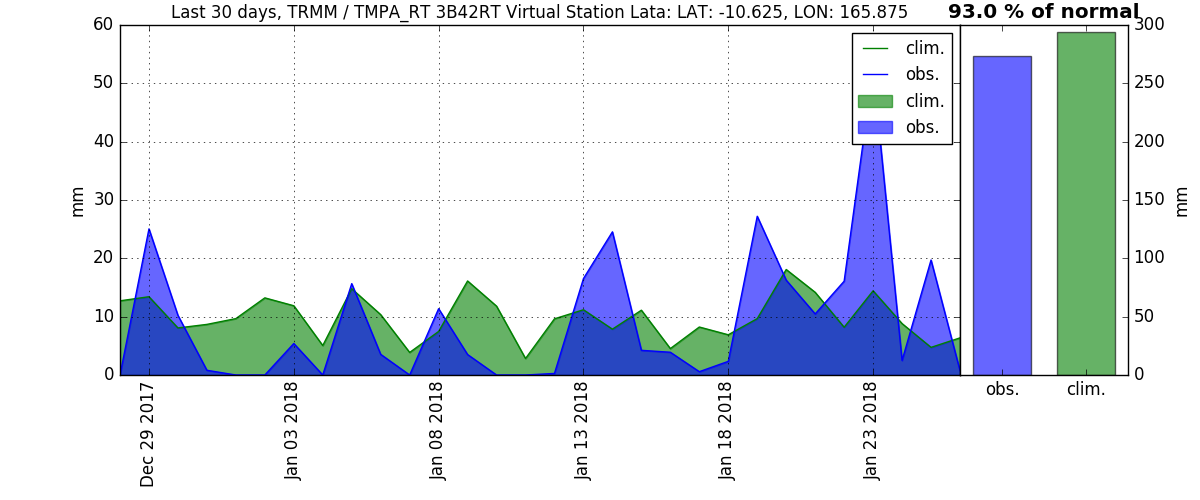 Last 30 days, TRMM / TMPA_RT 3B42RT Virtual Station Lata: LAT: -10.625, LON: 165.875
93.0 % of normal
60
50
40
30
20
10
0
mm
clim.
obs.
clim.
obs.
300
250
200
150
100
50
0
mm
obs.
clim.
Dec 29 2017
Jan 03 2018
Jan 08 2018
Jan 13 2018
Jan 18 2018
Jan 23 2018